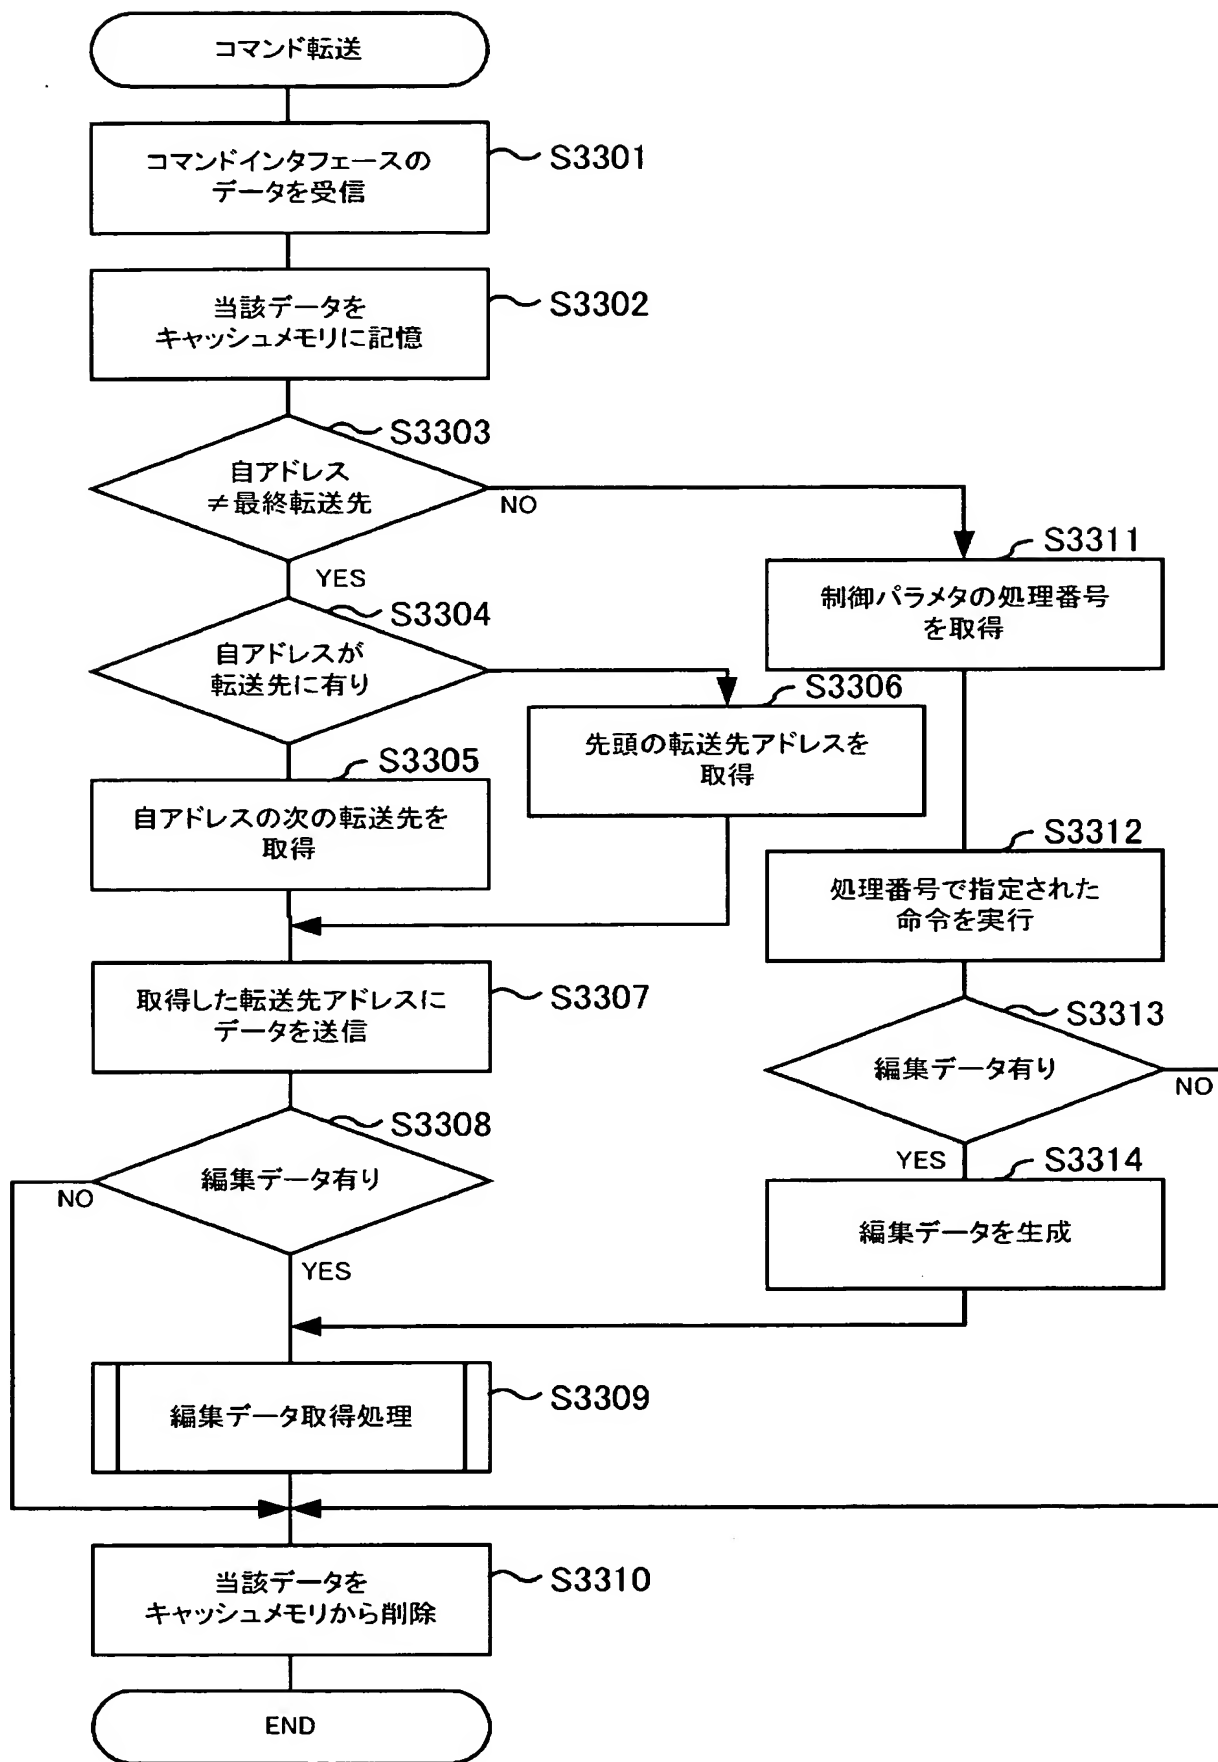 コマンド転送
コマンドインタフェースの
データを受信
S3301
当該データを
キャッシュメモリに記憶
S3302
自アドレス
≠最終転送先
S3303
NO
YES
自アドレスが
転送先に有り
S3304
自アドレスの次の転送先を
取得
S3305
先頭の転送先アドレスを
取得
S3306
取得した転送先アドレスに
データを送信
S3307
編集データ有り
S3308
NO
YES
編集データ取得処理
S3309
当該データを
キャッシュメモリから削除
S3310
END
制御パラメタの処理番号
を取得
S3311
処理番号で指定された
命令を実行
S3312
編集データ有り
S3313
NO
YES
編集データを生成
S3314